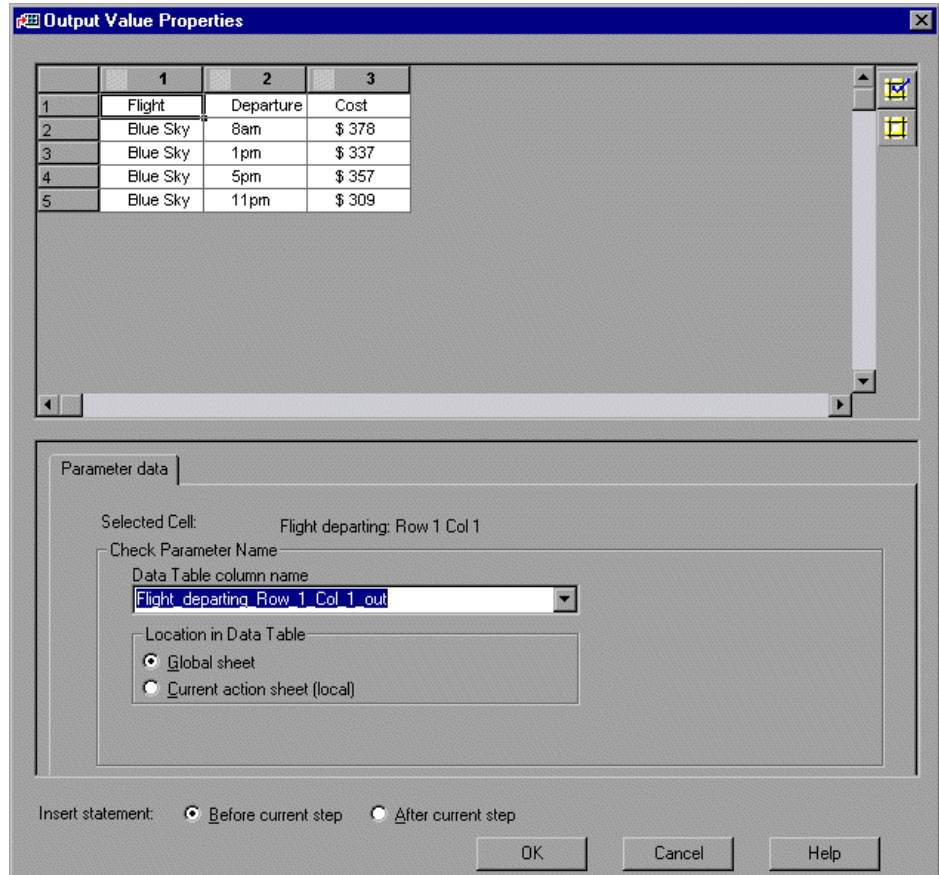 Output Value Properties
1 2 3
1 Flight Departure Cost
2 Blue Sky 8am $ 378
3 Blue Sky 1pm $ 337
4 Blue Sky 5pm $ 357
5 Blue Sky 11pm $ 309
Parameter data
Selected Cell: Flight departing: Row 1 Col 1
Check Parameter Name
Data Table column name
Flight_departing_Row_1_Col_1_out
Location in Data Table
Global sheet
Current action sheet (local)
Insert statement: Before current step After current step
OK Cancel Help